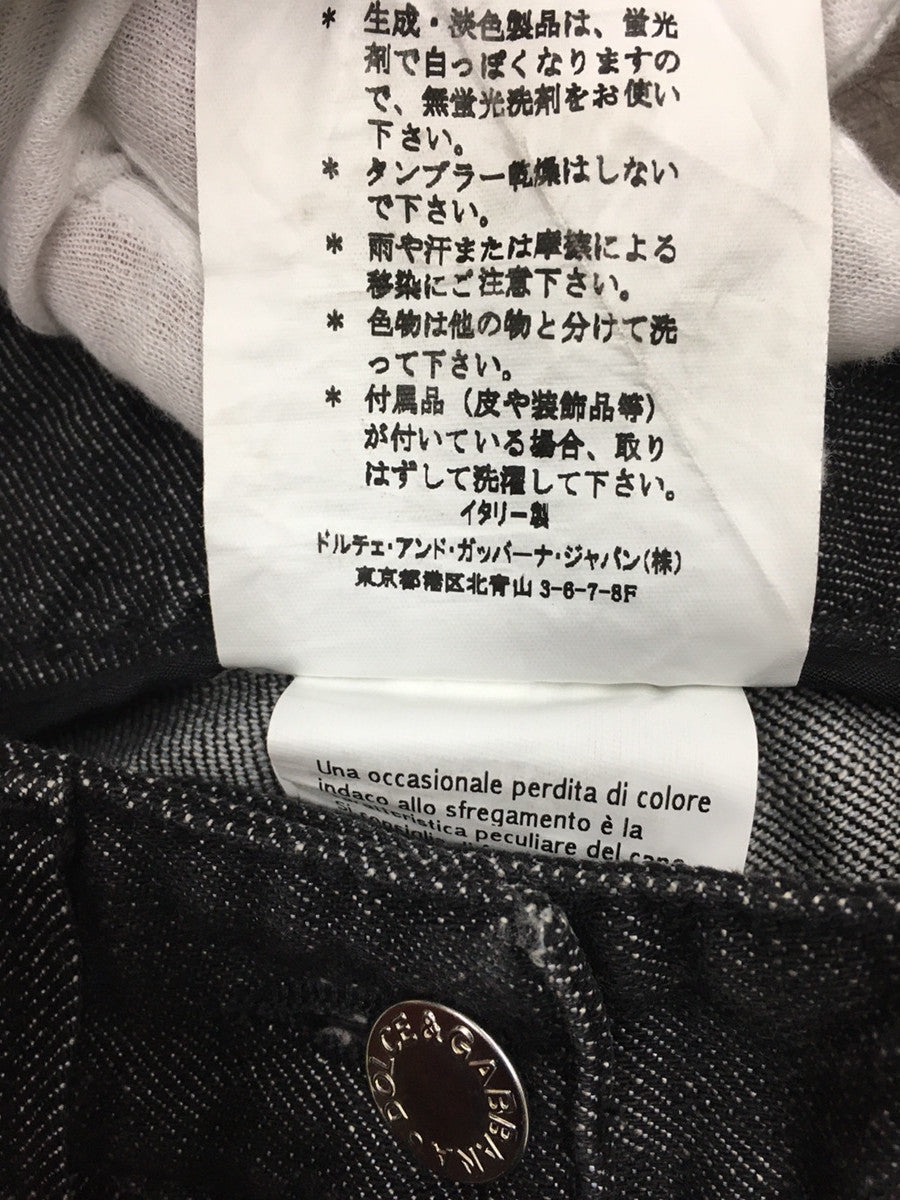 * 生成・淡色製品は、蛍光
剤で白っぽくなりますの
で、無蛍光洗剤をお使い
下さい。
* タンブラー乾燥はしない
で下さい。
* 雨や汗または摩擦による
移染にご注意下さい。
* 色物は他の物と分けて洗
って下さい。
* 付属品（皮や装飾品等）
が付いている場合、取り
はずして洗濯して下さい。
イタリー製
ドルチェ・アンド・ガッバーナ・ジャパン(株)
東京都港区北青山 3-6-7-8F
Una occasionale perdita di colore
indaco allo sfregamento è la
peculiare del
DOLCE&GABBANA